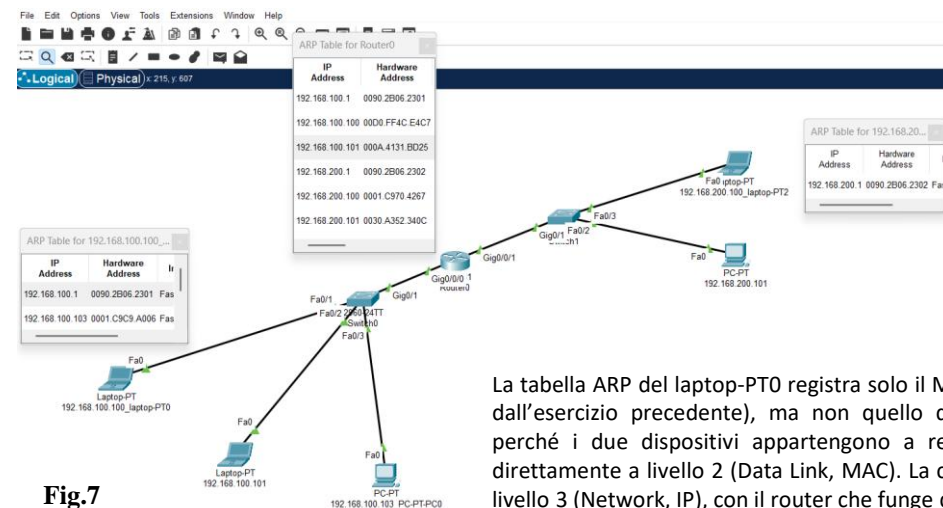 File Edit Options View Tools Extensions Window Help
Logical Physical x: 215, y: 607
ARP Table for Router0
IP Address Hardware Address
192.168.100.1 0090.2B06.2301
192.168.100.100 00D0.FF4C.E4C7
192.168.100.101 000A.4131.BD25
192.168.200.1 0090.2B06.2302
192.168.200.100 0001.C970.4267
192.168.200.101 0030.A352.340C
ARP Table for 192.168.20...
IP Address Hardware Address
192.168.200.1 0090.2B06.2302 Fas
Fa0
192.168.200.100_laptop-PT2
Fa0/3
Fa0/2
Gig0/1
Gig0/0/1
Fa0
PC-PT
192.168.200.101
Gig0/0/0
Router0
Gig0/1
ARP Table for 192.168.100.100_...
IP Address Hardware Address
192.168.100.1 0090.2B06.2301 Fas
192.168.100.103 0001.C9C9.A006 Fas
Fa0/1
Fa0/2
Switch0
Fa0/3
Fa0
Laptop-PT
192.168.100.100_laptop-PT0
Fa0
Laptop-PT
192.168.100.101
Fa0
PC-PT
192.168.100.103_PC-PT-PC0
La tabella ARP del laptop-PT0 registra solo il M
dall'esercizio precedente), ma non quello
perché i due dispositivi appartengono a
direttamente a livello 2 (Data Link, MAC). La
livello 3 (Network, IP), con il router che funge
Fig.7